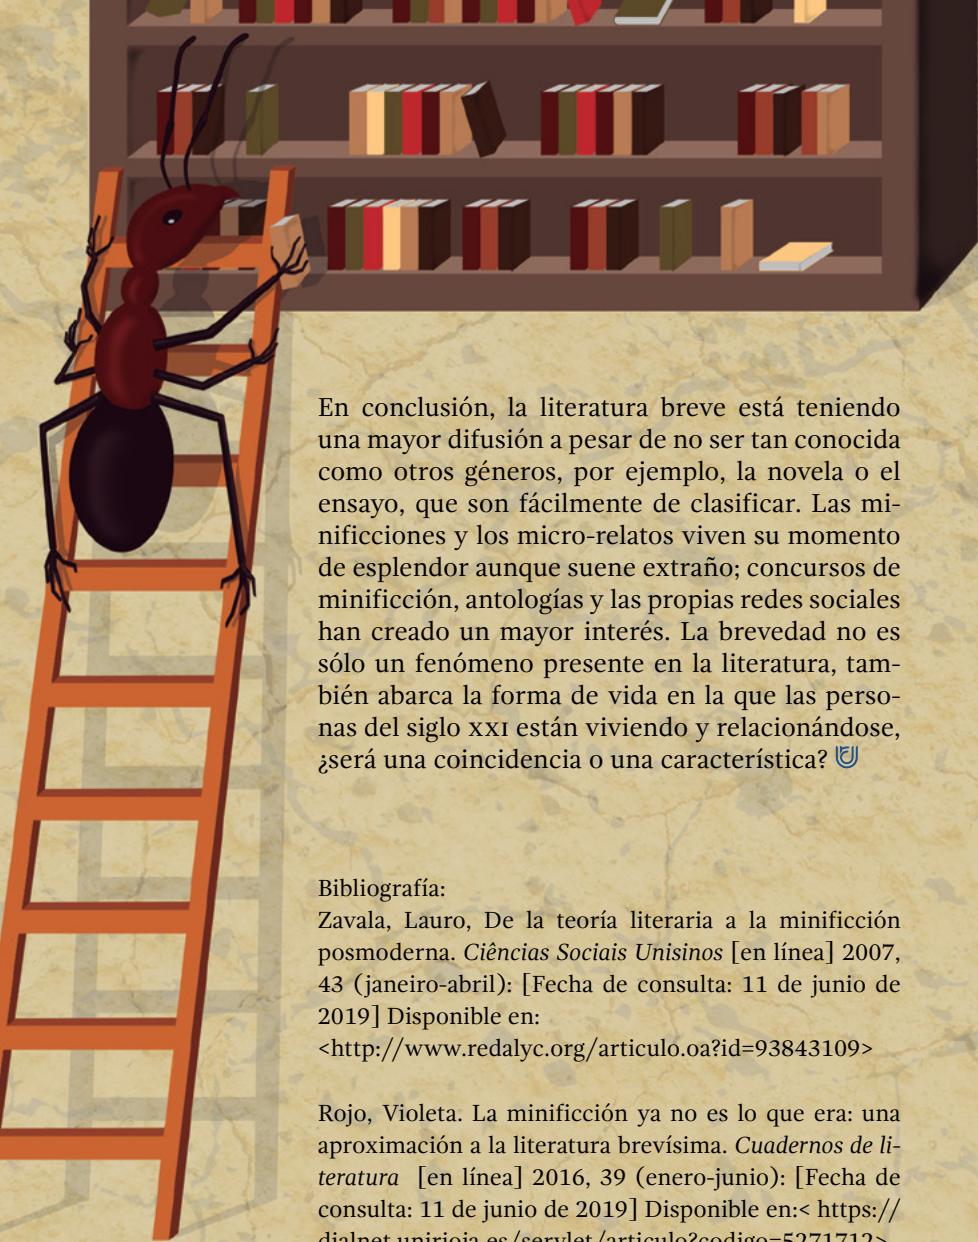 En conclusión, la literatura breve está teniendo
una mayor difusión a pesar de no ser tan conocida
como otros géneros, por ejemplo, la novela o el
ensayo, que son fácilmente de clasificar. Las mi-
nificciones y los micro-relatos viven su momento
de esplendor aunque suene extraño; concursos de
minificción, antologías y las propias redes sociales
han creado un mayor interés. La brevedad no es
sólo un fenómeno presente en la literatura, tam-
bién abarca la forma de vida en la que las perso-
nas del siglo XXI están viviendo y relacionándose,
¿será una coincidencia o una característica?
Bibliografía:
Zavala, Lauro, De la teoría literaria a la minificción
posmoderna. Ciências Sociais Unisinos [en línea] 2007,
43 (janeiro-abril): [Fecha de consulta: 11 de junio de
2019] Disponible en:
<http://www.redalyc.org/articulo.oa?id=93843109>
Rojo, Violeta. La minificción ya no es lo que era: una
aproximación a la literatura brevísima. Cuadernos de li-
teratura [en línea] 2016, 39 (enero-junio): [Fecha de
consulta: 11 de junio de 2019] Disponible en:< https://
dialnet.unirioja.es/servlet/articulo?codigo=5271712>